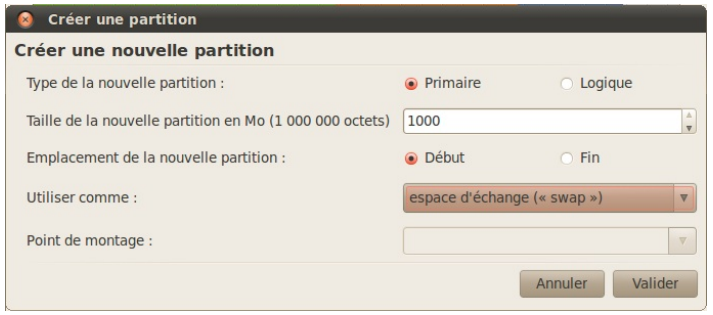 Créer une partition
Créer une nouvelle partition
Type de la nouvelle partition : Primaire Logique
Taille de la nouvelle partition en Mo (1 000 000 octets) 1000
Emplacement de la nouvelle partition : Début Fin
Utiliser comme : espace d'échange (« swap »)
Point de montage :
Annuler Valider